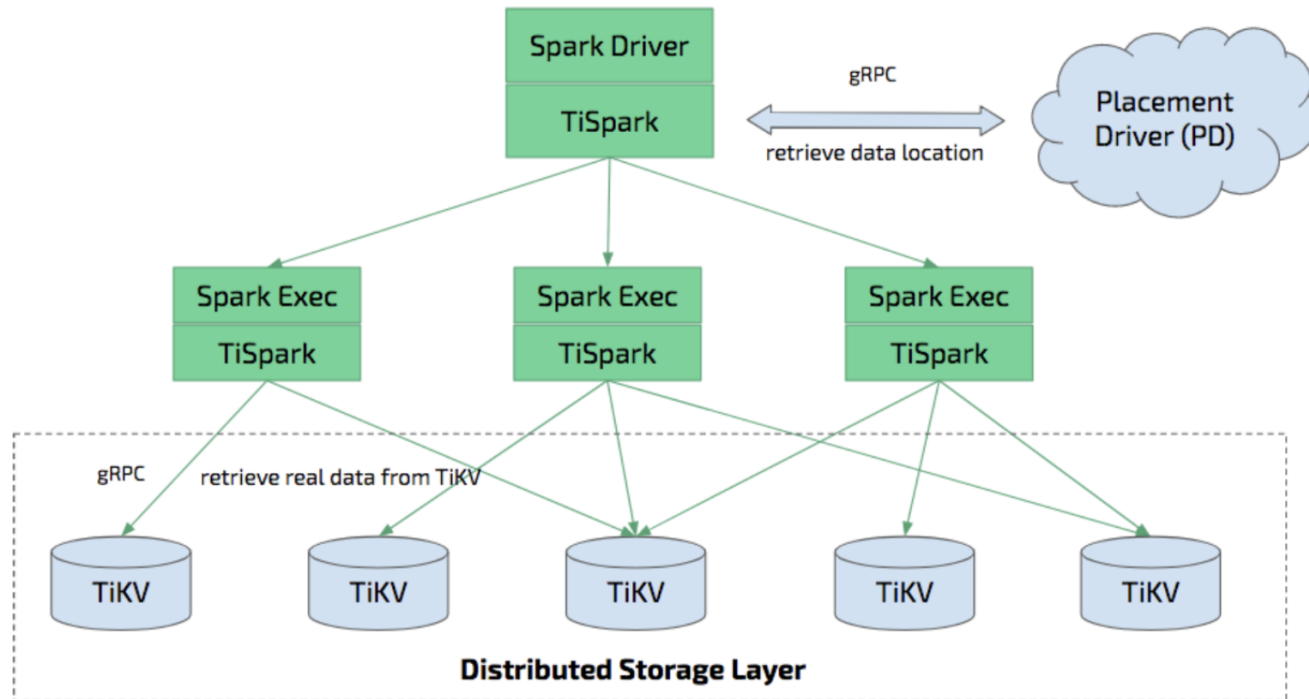 Spark Driver
TiSpark
gRPC
retrieve data location
Placement
Driver (PD)
Spark Exec
TiSpark
Spark Exec
TiSpark
Spark Exec
TiSpark
gRPC
retrieve real data from TiKV
TiKV
TiKV
TiKV
TiKV
TiKV
Distributed Storage Layer